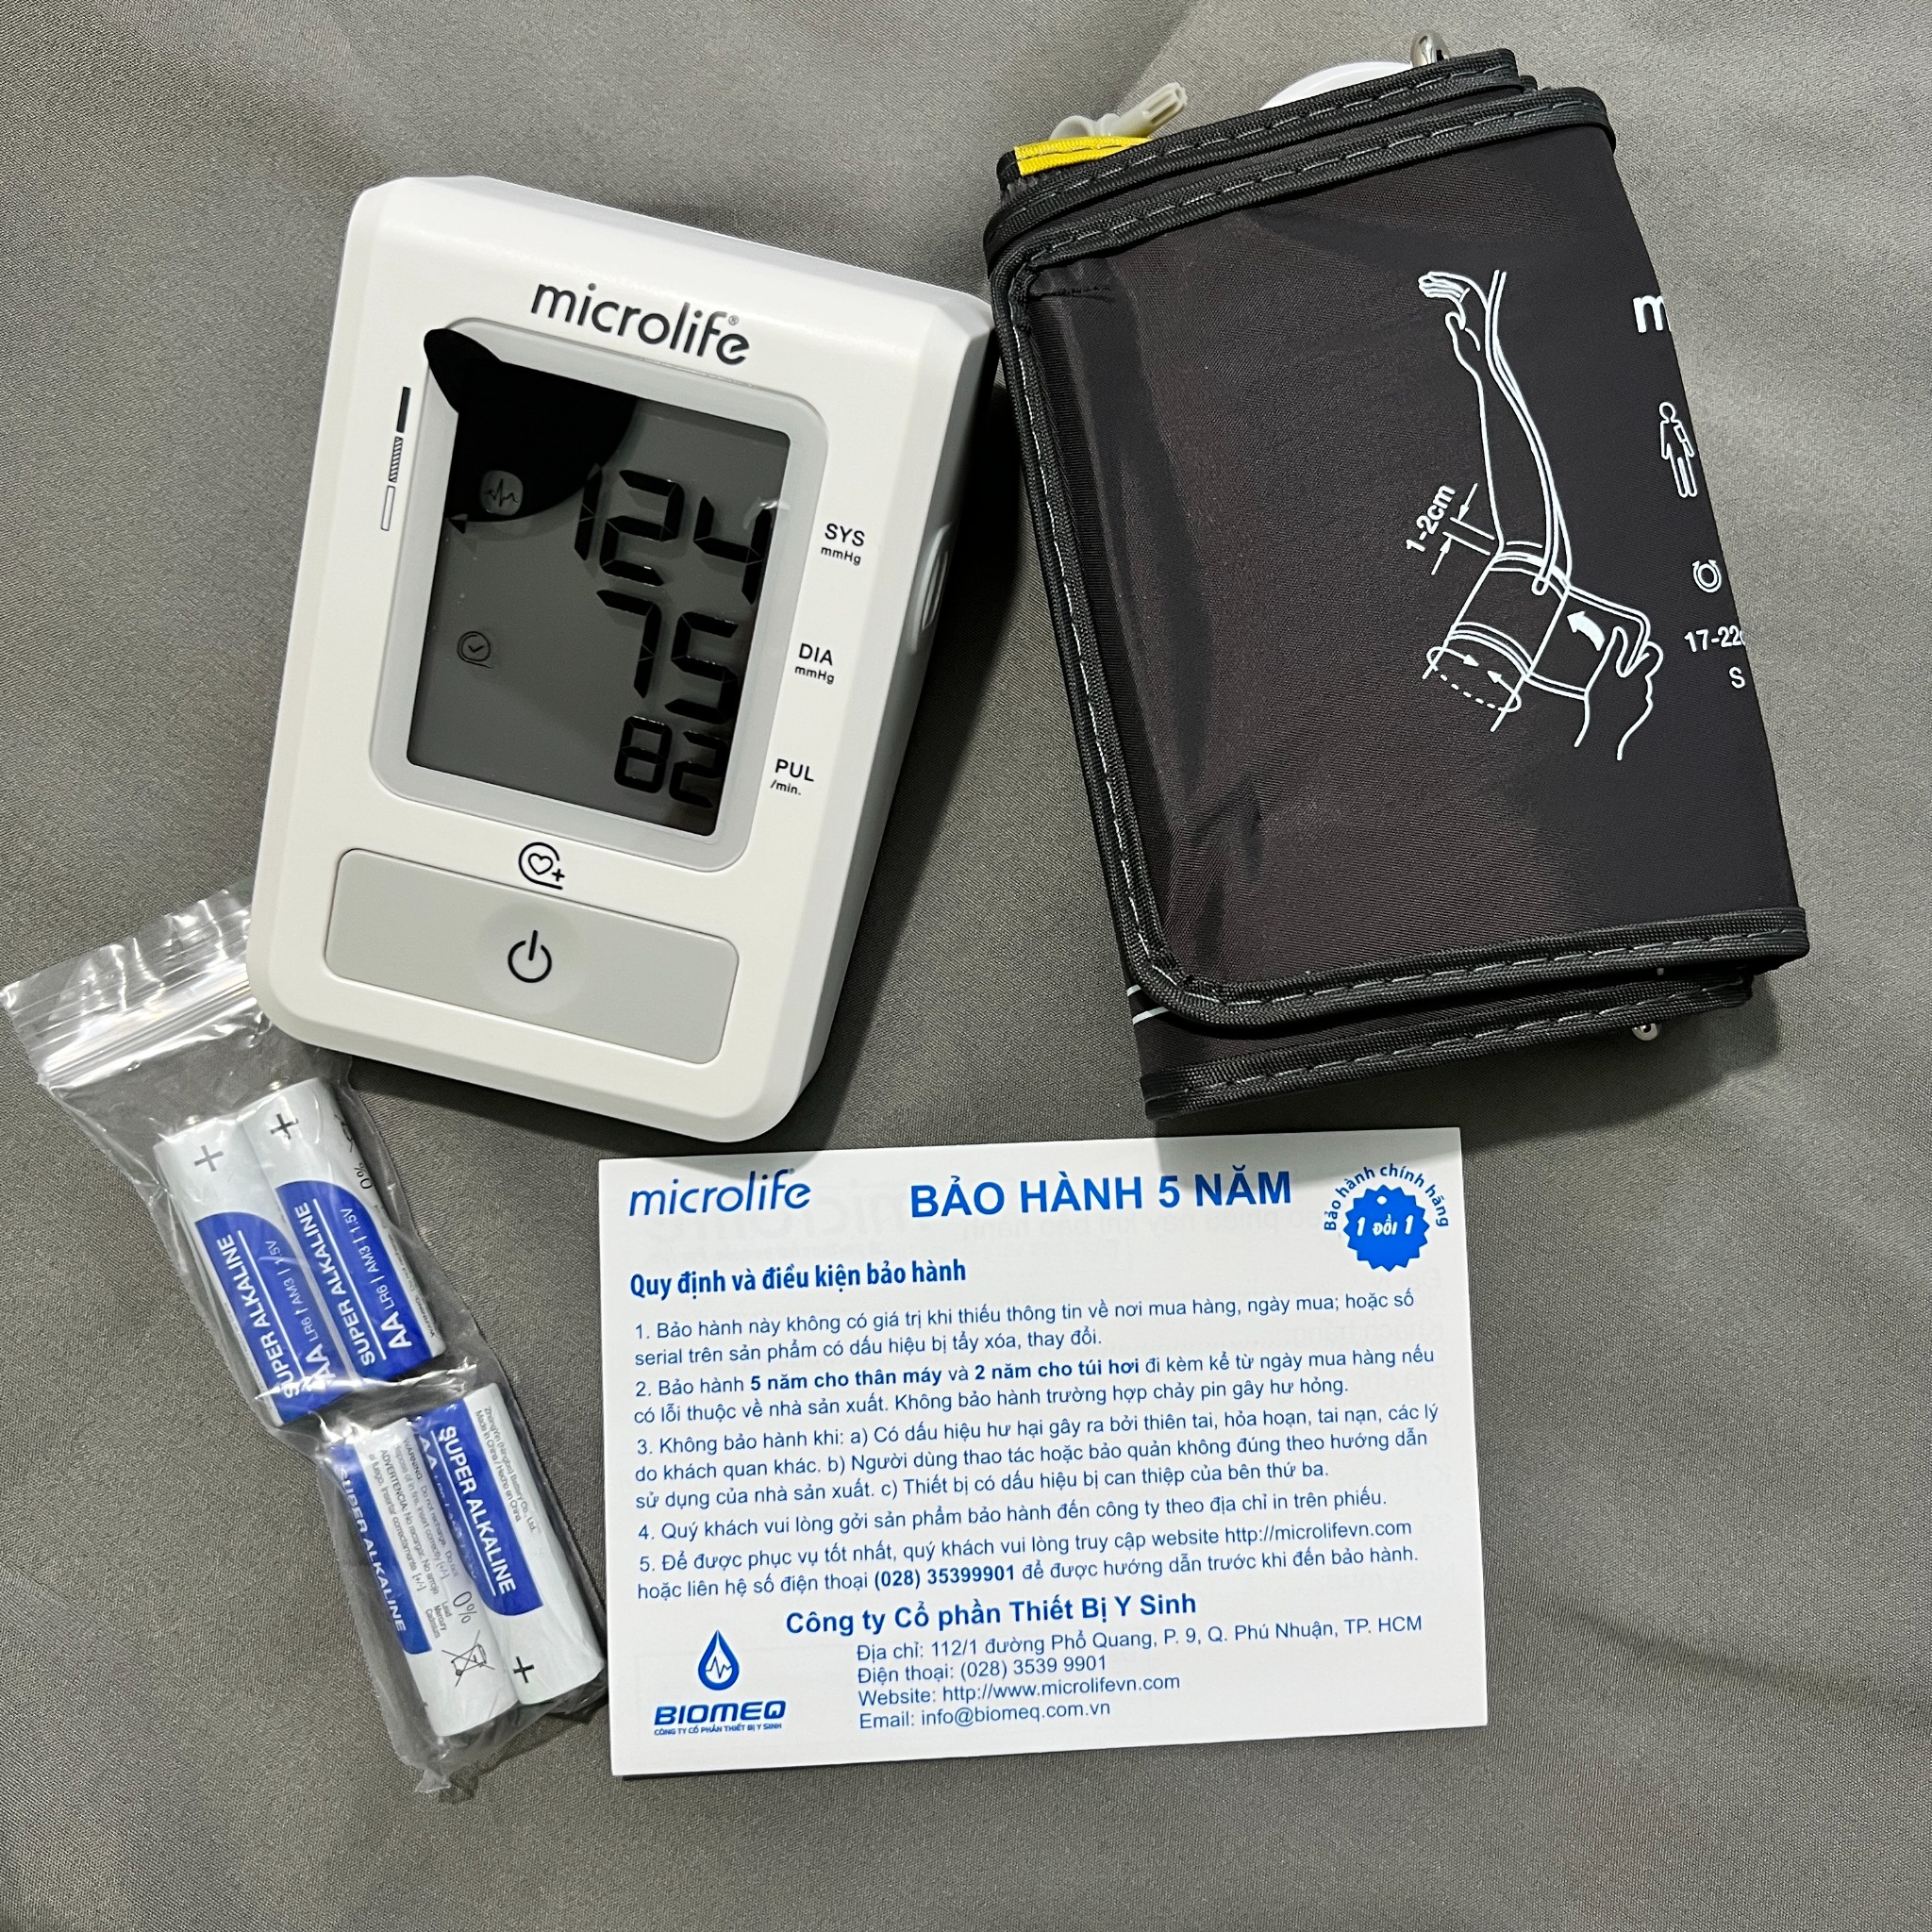 microlife®
124
SYS
mmHg
75
DIA
mmHg
82
PUL
/min.
m
1-2cm
17-22
S
SUPER ALKALINE
AA LR6 | AM3 | 1.5V
SUPER ALKALINE
AA LR6 | AM3 | 1.5V
0%
SUPER ALKALINE
Made in China / Hecho en China
SUPER ALKALINE
0%
Lead
Mercury
Cadmium
microlife®
BẢO HÀNH 5 NĂM
Bảo hành chính hãng
1 đổi 1
Quy định và điều kiện bảo hành
1. Bảo hành này không có giá trị khi thiếu thông tin về nơi mua hàng, ngày mua; hoặc số
serial trên sản phẩm có dấu hiệu bị tẩy xóa, thay đổi.
2. Bảo hành 5 năm cho thân máy và 2 năm cho túi hơi đi kèm kể từ ngày mua hàng nếu
có lỗi thuộc về nhà sản xuất. Không bảo hành trường hợp chảy pin gây hư hỏng.
3. Không bảo hành khi: a) Có dấu hiệu hư hại gây ra bởi thiên tai, hỏa hoạn, tai nạn, các lý
do khách quan khác. b) Người dùng thao tác hoặc bảo quản không đúng theo hướng dẫn
sử dụng của nhà sản xuất. c) Thiết bị có dấu hiệu bị can thiệp của bên thứ ba.
4. Quý khách vui lòng gởi sản phẩm bảo hành đến công ty theo địa chỉ in trên phiếu.
5. Để được phục vụ tốt nhất, quý khách vui lòng truy cập website http://microlifevn.com
hoặc liên hệ số điện thoại (028) 35399901 để được hướng dẫn trước khi đến bảo hành.
Công ty Cổ phần Thiết Bị Y Sinh
Địa chỉ: 112/1 đường Phổ Quang, P. 9, Q. Phú Nhuận, TP. HCM
Điện thoại: (028) 3539 9901
Website: http://www.microlifevn.com
Email: info@biomeq.com.vn
BIOMEQ
CÔNG TY CỔ PHẦN THIẾT BỊ Y SINH